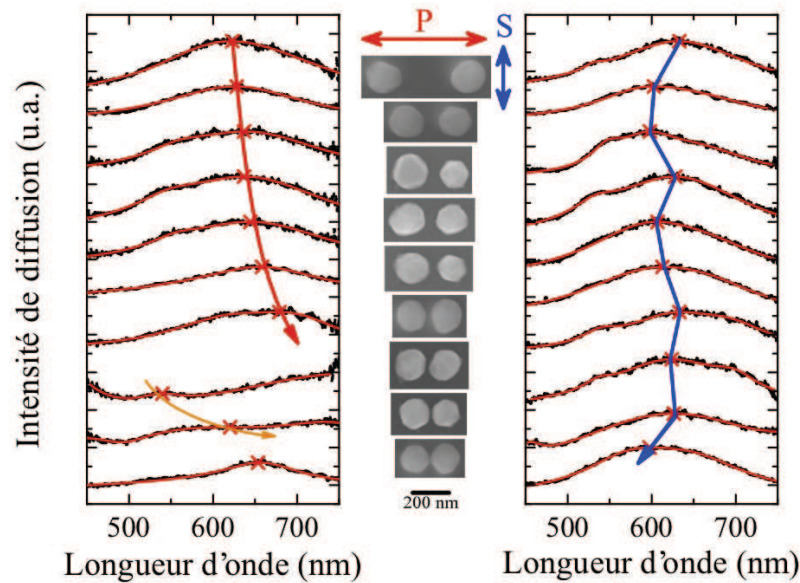 Intensité de diffusion (u.a.)
P
S
200 nm
500 600 700
Longueur d'onde (nm)
500 600 700
Longueur d'onde (nm)